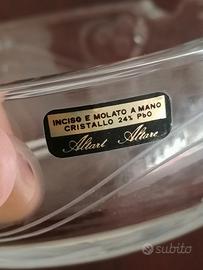 INCISO E MOLATO A MANO
CRISTALLO 24% PbO
Altart Altare
subito